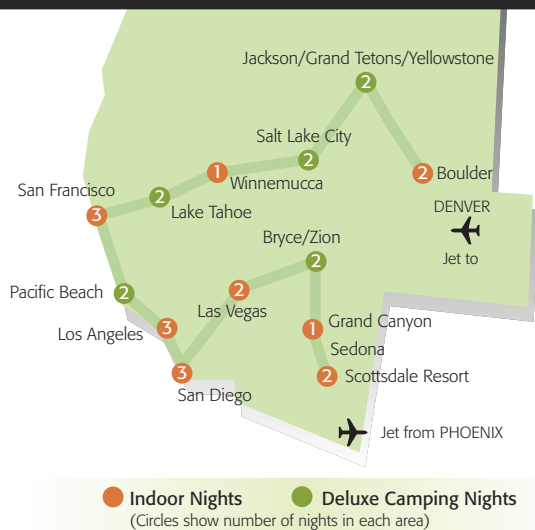 Jackson/Grand Tetons/Yellowstone
2
Salt Lake City
2
1
Winnemucca
2
Boulder
San Francisco
3
2
Lake Tahoe
DENVER
Jet to
Bryce/Zion
2
Pacific Beach
2
2
Las Vegas
Los Angeles
3
1
Grand Canyon
Sedona
3
San Diego
2
Scottsdale Resort
Jet from PHOENIX
Indoor Nights
Deluxe Camping Nights
(Circles show number of nights in each area)